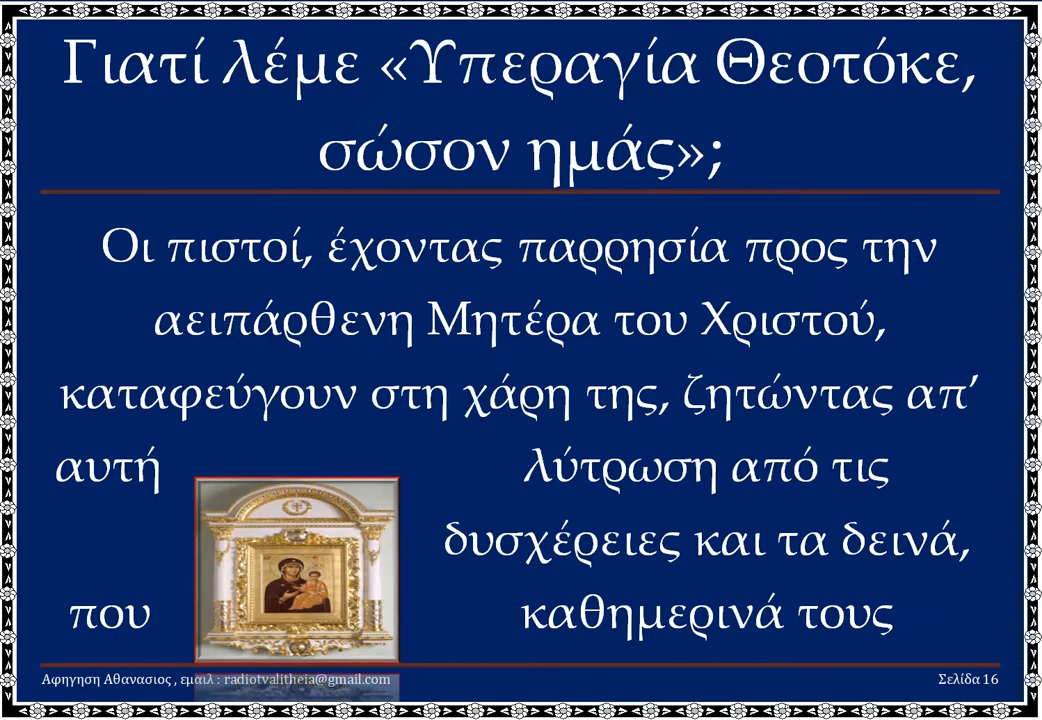 Γιατί λέμε «Υπεραγία Θεοτόκε,
σώσον ημάς»;
Οι πιστοί, έχοντας παρρησία προς την
αειπάρθενη Μητέρα του Χριστού,
καταφεύγουν στη χάρη της, ζητώντας απ’
αυτή λύτρωση από τις
δυσχέρειες και τα δεινά,
που καθημερινά τους
Αφηγηση Αθανασιος , εμαιλ : radiotvalitheia@gmail.com Σελίδα 16